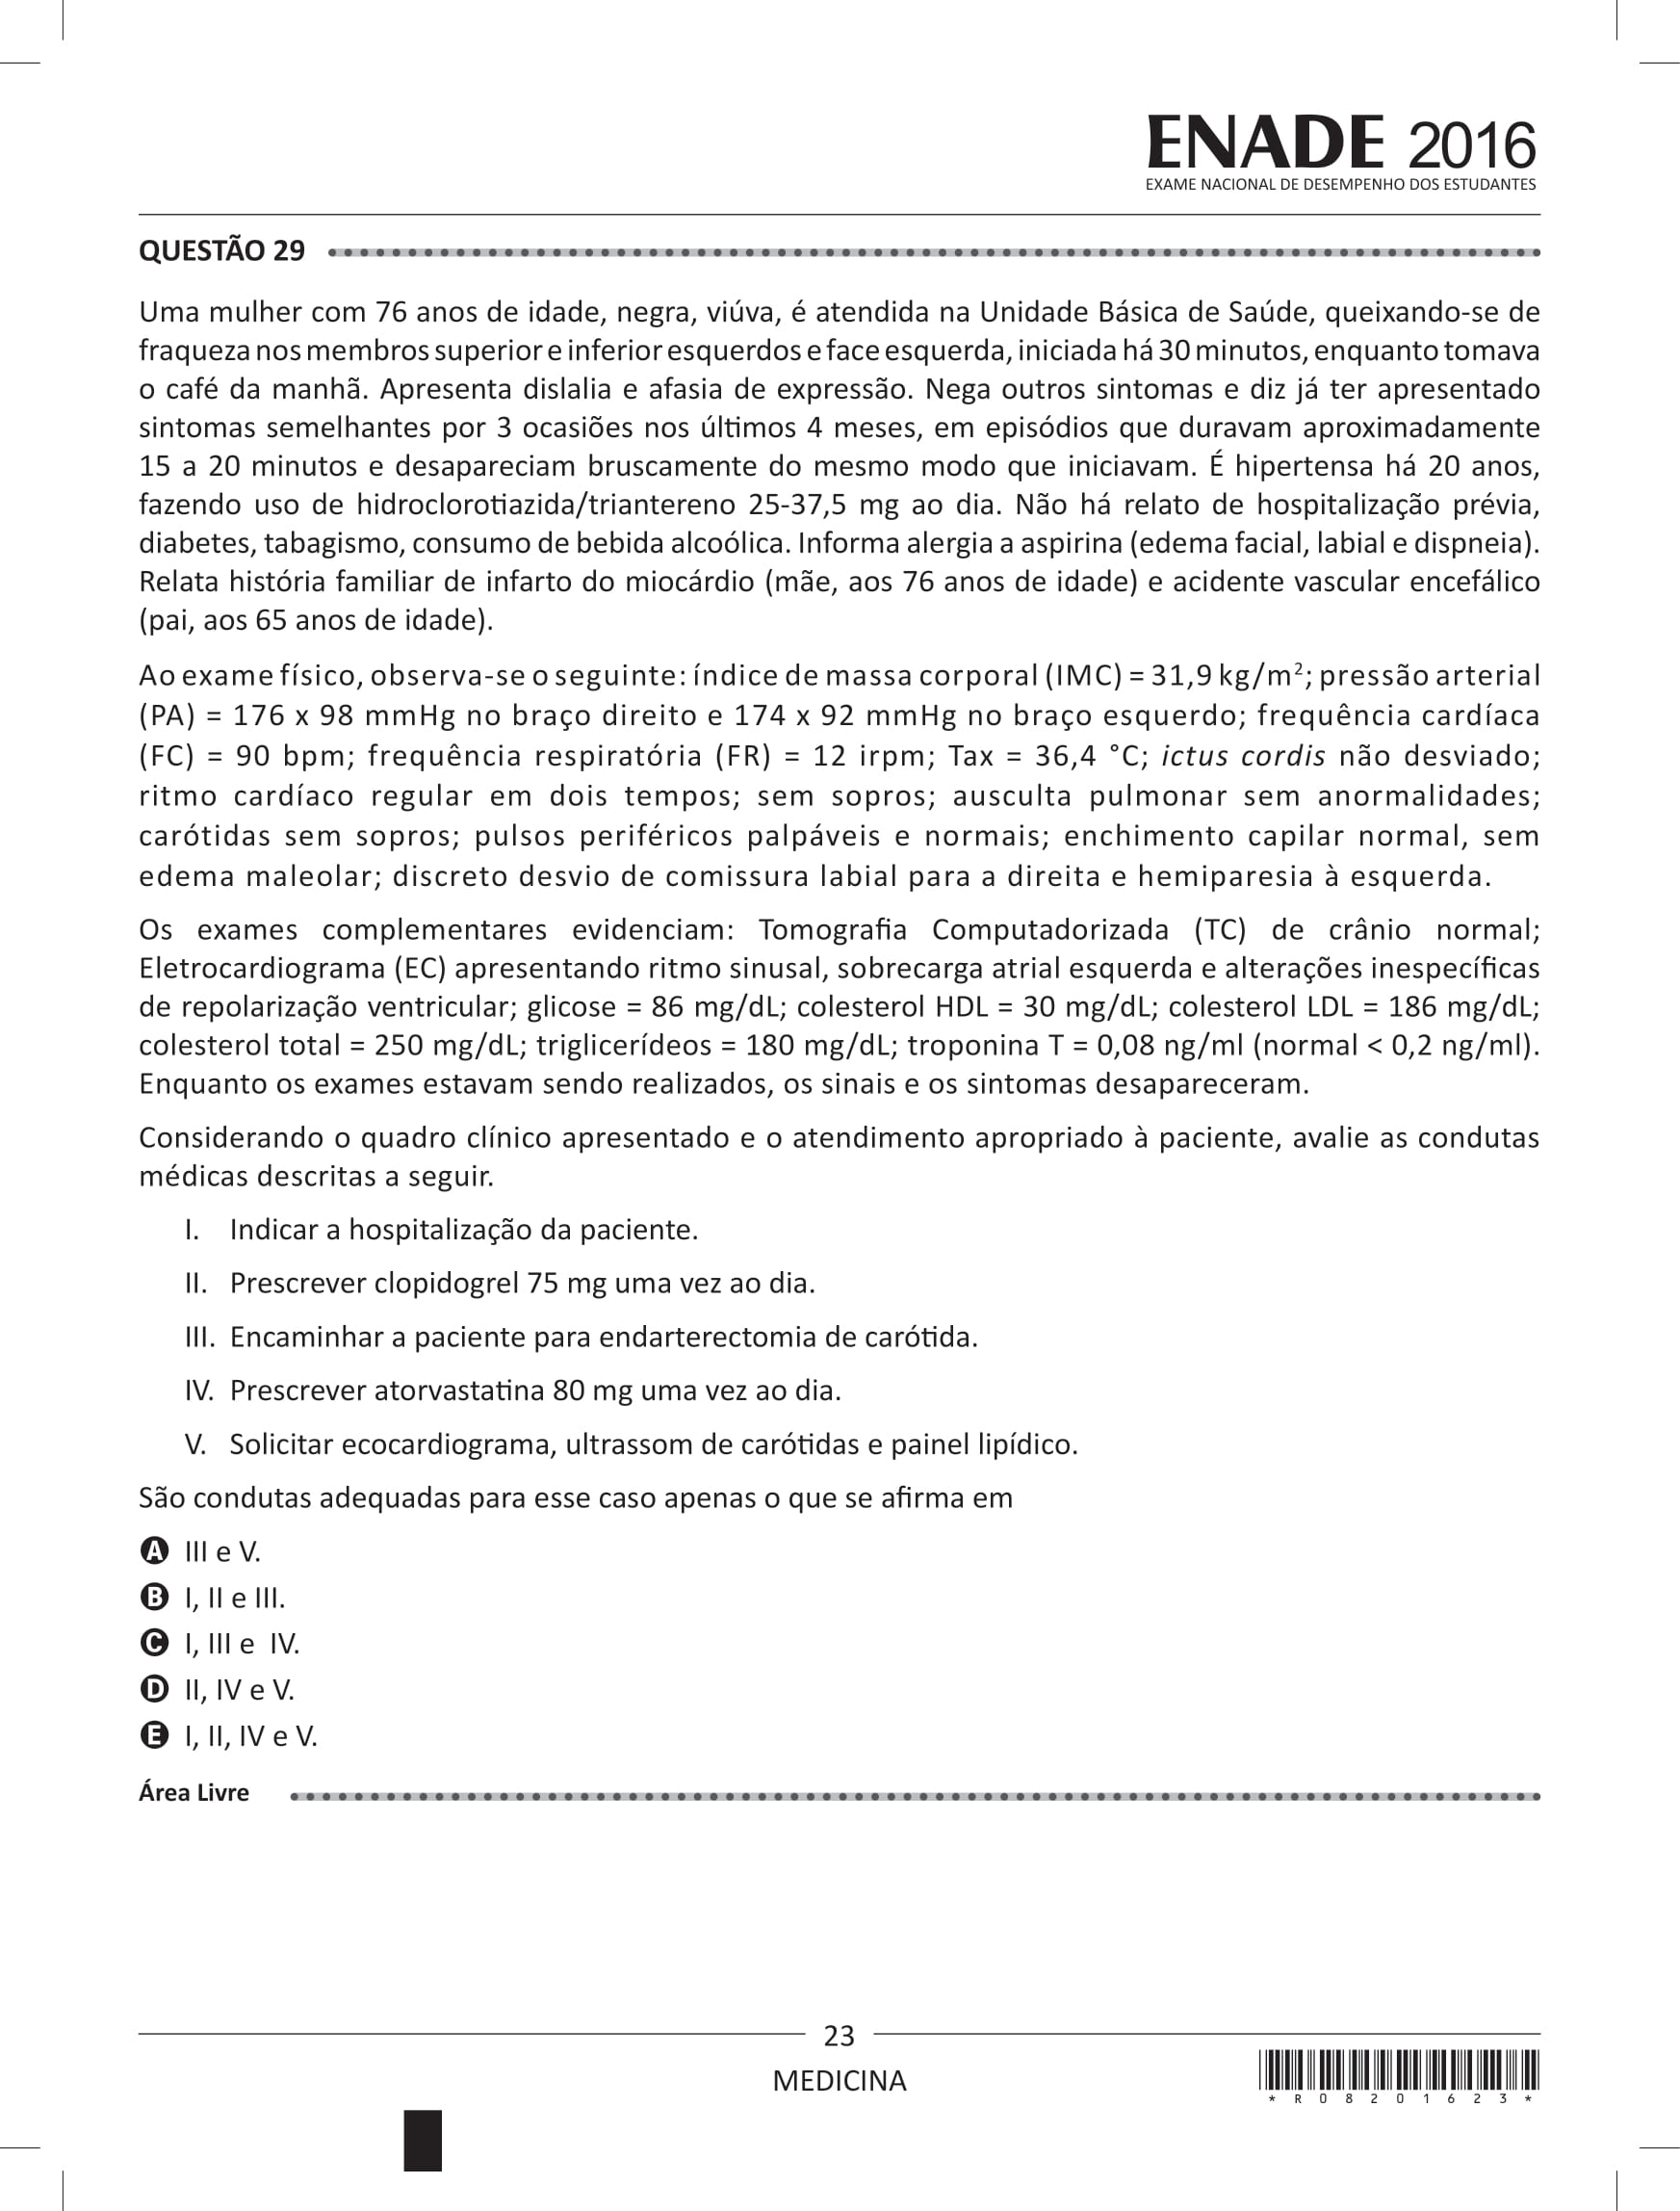 ENADE 2016
EXAME NACIONAL DE DESEMPENHO DOS ESTUDANTES
QUESTÃO 29
Uma mulher com 76 anos de idade, negra, viúva, é atendida na Unidade Básica de Saúde, queixando-se de
fraqueza nos membros superior e inferior esquerdos e face esquerda, iniciada há 30 minutos, enquanto tomava
o café da manhã. Apresenta dislalia e afasia de expressão. Nega outros sintomas e diz já ter apresentado
sintomas semelhantes por 3 ocasiões nos últimos 4 meses, em episódios que duravam aproximadamente
15 a 20 minutos e desapareciam bruscamente do mesmo modo que iniciavam. É hipertensa há 20 anos,
fazendo uso de hidroclorotiazida/triantereno 25-37,5 mg ao dia. Não há relato de hospitalização prévia,
diabetes, tabagismo, consumo de bebida alcoólica. Informa alergia a aspirina (edema facial, labial e dispneia).
Relata história familiar de infarto do miocárdio (mãe, aos 76 anos de idade) e acidente vascular encefálico
(pai, aos 65 anos de idade).
Ao exame físico, observa-se o seguinte: índice de massa corporal (IMC) = 31,9 kg/m²; pressão arterial
(PA) = 176 x 98 mmHg no braço direito e 174 x 92 mmHg no braço esquerdo; frequência cardíaca
(FC) = 90 bpm; frequência respiratória (FR) = 12 irpm; Tax = 36,4 °C; ictus cordis não desviado;
ritmo cardíaco regular em dois tempos; sem sopros; ausculta pulmonar sem anormalidades;
carótidas sem sopros; pulsos periféricos palpáveis e normais; enchimento capilar normal, sem
edema maleolar; discreto desvio de comissura labial para a direita e hemiparesia à esquerda.
Os exames complementares evidenciam: Tomografia Computadorizada (TC) de crânio normal;
Eletrocardiograma (EC) apresentando ritmo sinusal, sobrecarga atrial esquerda e alterações inespecíficas
de repolarização ventricular; glicose = 86 mg/dL; colesterol HDL = 30 mg/dL; colesterol LDL = 186 mg/dL;
colesterol total = 250 mg/dL; triglicerídeos = 180 mg/dL; troponina T = 0,08 ng/ml (normal < 0,2 ng/ml).
Enquanto os exames estavam sendo realizados, os sinais e os sintomas desapareceram.
Considerando o quadro clínico apresentado e o atendimento apropriado à paciente, avalie as condutas
médicas descritas a seguir.
I. Indicar a hospitalização da paciente.
II. Prescrever clopidogrel 75 mg uma vez ao dia.
III. Encaminhar a paciente para endarterectomia de carótida.
IV. Prescrever atorvastatina 80 mg uma vez ao dia.
V. Solicitar ecocardiograma, ultrassom de carótidas e painel lipídico.
São condutas adequadas para esse caso apenas o que se afirma em
A III e V.
B I, II e III.
C I, III e IV.
D II, IV e V.
E I, II, IV e V.
Área Livre
23
MEDICINA
* R 0 8 2 0 1 6 2 3 *